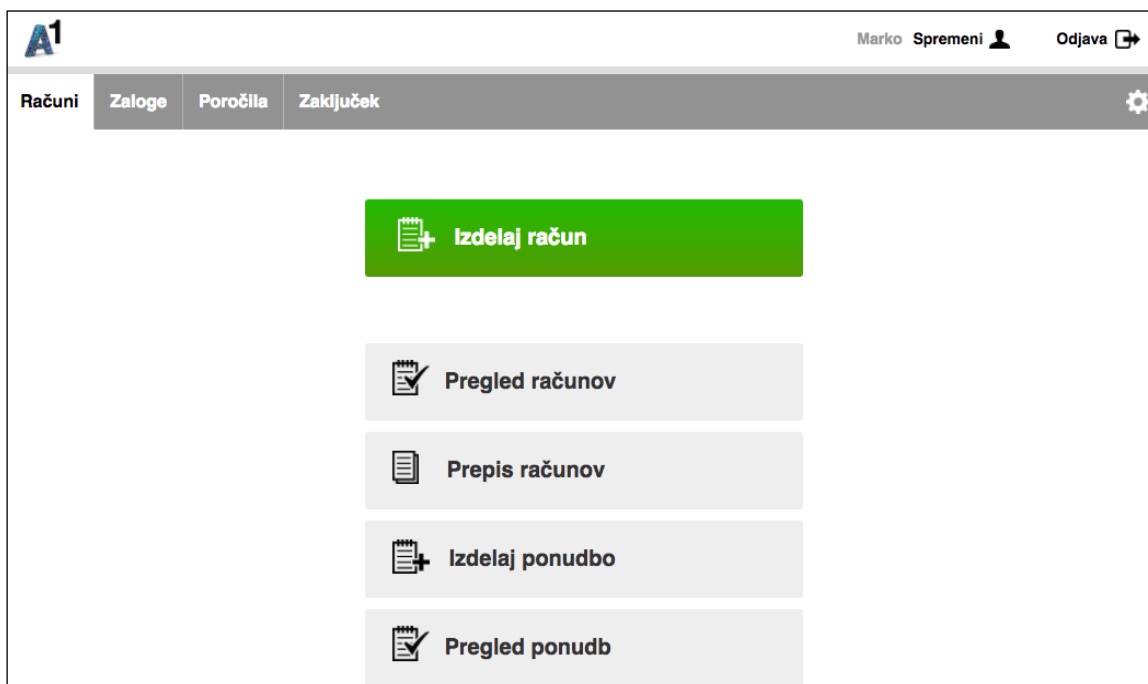 A1
Marko Spremeni Odjava
Računi Zaloge Poročila Zaključek
Izdelaj račun
Pregled računov
Prepis računov
Izdelaj ponudbo
Pregled ponudb